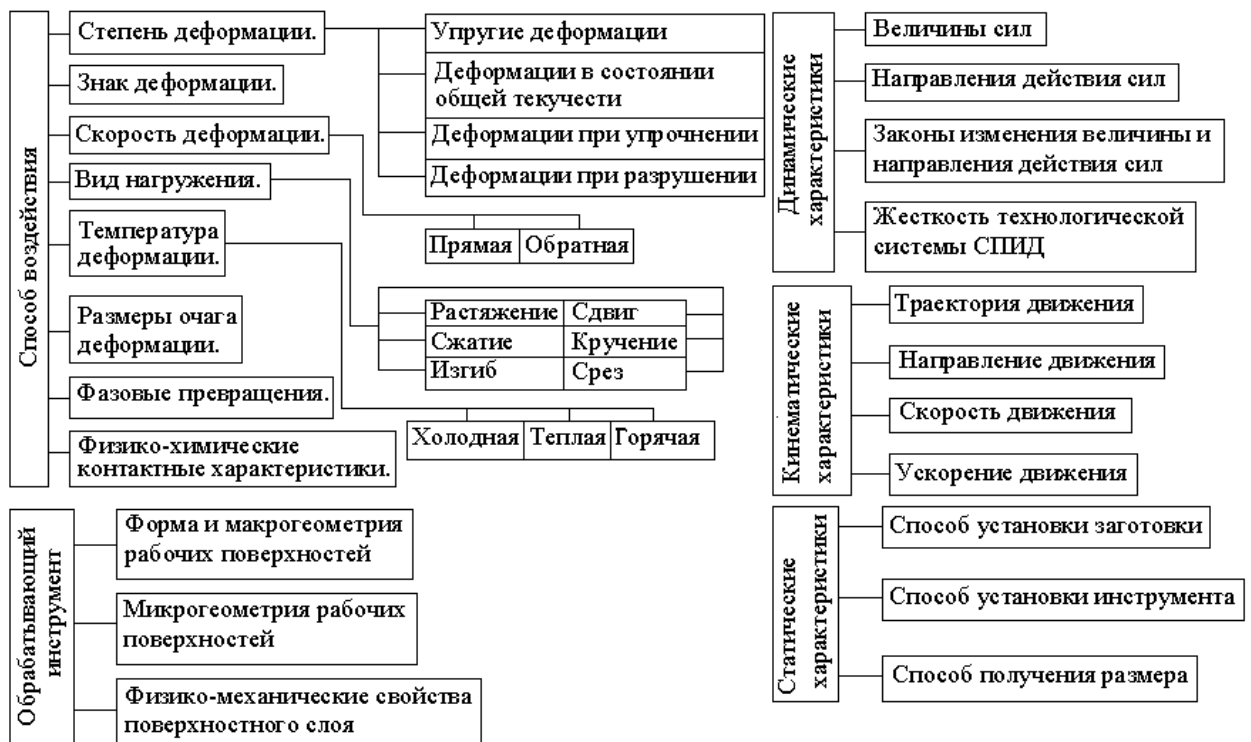 Способ воздействия
Степень деформации.
Знак деформации.
Скорость деформации.
Вид нагружения.
Температура
деформации.
Размеры очага
деформации.
Фазовые превращения.
Физико-химические
контактные характеристики.
Упругие деформации
Деформации в состоянии
общей текучести
Деформации при упрочнении
Деформации при разрушении
Прямая Обратная
Растяжение Сдвиг
Сжатие Кручение
Изгиб Срез
Холодная Теплая Горячая
Обрабатывающий
инструмент
Форма и макрогеометрия
рабочих поверхностей
Микрогеометрия рабочих
поверхностей
Физико-механические свойства
поверхностного слоя
Динамические
характеристики
Величины сил
Направления действия сил
Законы изменения величины и
направления действия сил
Жесткость технологической
системы СПИД
Кинематические
характеристики
Траектория движения
Направление движения
Скорость движения
Ускорение движения
Статические
характеристики
Способ установки заготовки
Способ установки инструмента
Способ получения размера